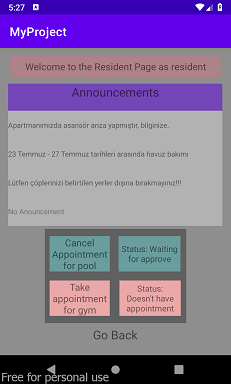 5:27
MyProject
Welcome to the Resident Page as resident
Announcements
Apartmanımızda asansör arıza yapmıştır, bilginize.
23 Temmuz - 27 Temmuz tarihleri arasında havuz bakımı
Lütfen çöplerinizi belirtilen yerler dışına bırakmayınız!!!
No Anouncement
Cancel
Appointment
for pool
Status: Waiting
for approve
Take
appointment
for gym
Status:
Doesn't have
appointment
Go Back
Free for personal use